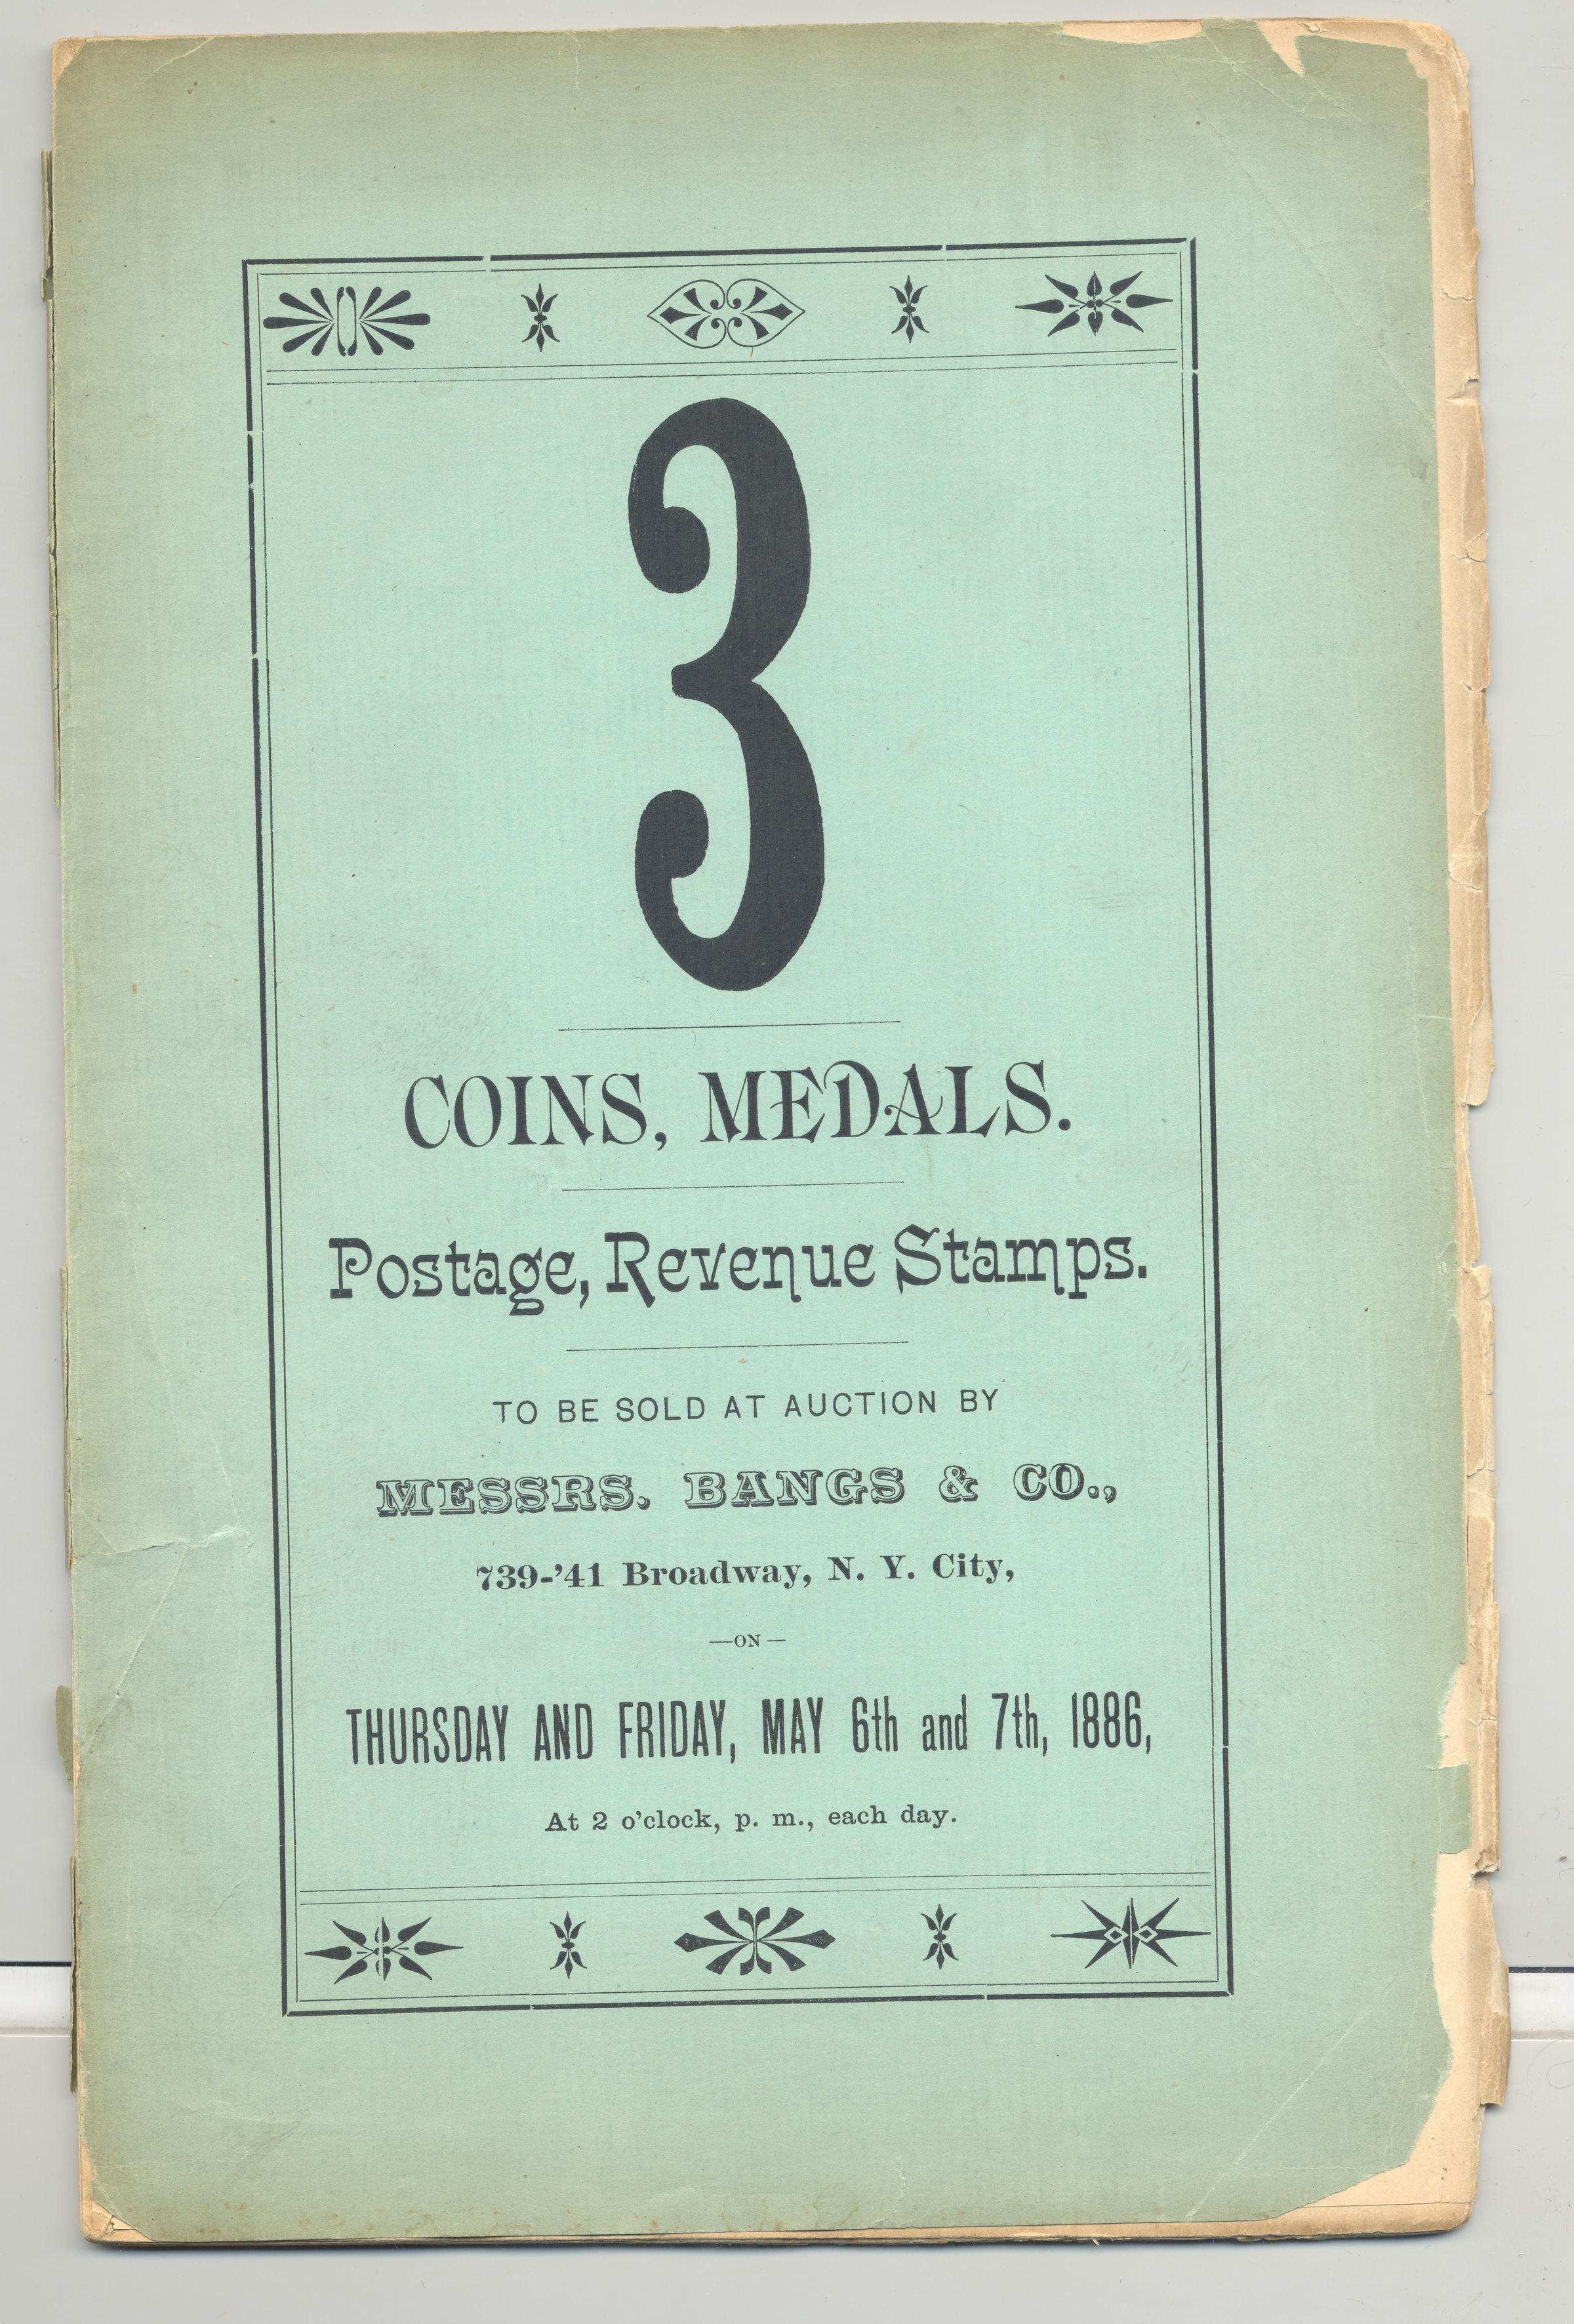 3
COINS, MEDALS.
Postage, Revenue Stamps.
TO BE SOLD AT AUCTION BY
MESSRS. BANGS & CO.,
739-'41 Broadway, N. Y. City,
—ON—
THURSDAY AND FRIDAY, MAY 6th and 7th, 1886,
At 2 o'clock, p. m., each day.